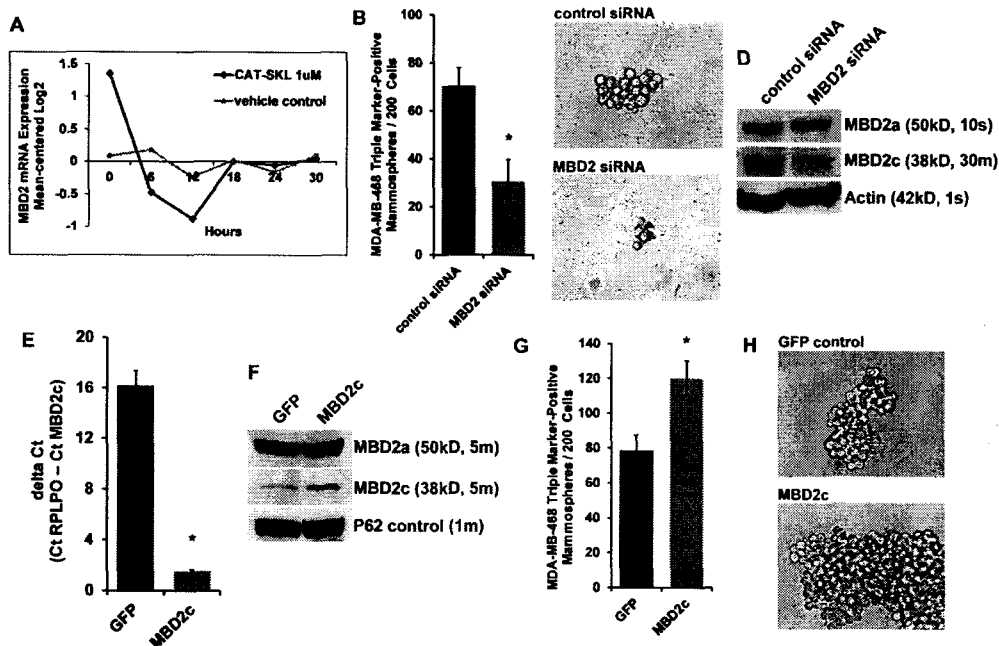 A
MBD2 mRNA Expression
Mean-centered Log2
1.5
1
0.5
0
-0.5
-1
CAT-SKL 1uM
vehicle control
0 6 12 18 24 30
Hours
B
MDA-MB-468 Triple Marker-Positive
Mammospheres / 200 Cells
80
60
40
20
0
*
control siRNA
MBD2 siRNA
control siRNA
MBD2 siRNA
D
control siRNA
MBD2 siRNA
MBD2a (50kD, 10s)
MBD2c (38kD, 30m)
Actin (42kD, 1s)
E
delta Ct
(Ct RPLPO – Ct MBD2c)
20
16
12
8
4
0
*
GFP
MBD2c
F
GFP
MBD2c
MBD2a (50kD, 5m)
MBD2c (38kD, 5m)
P62 control (1m)
G
MDA-MB-468 Triple Marker-Positive
Mammospheres / 200 Cells
140
120
100
80
60
40
20
0
*
GFP
MBD2c
H
GFP control
MBD2c